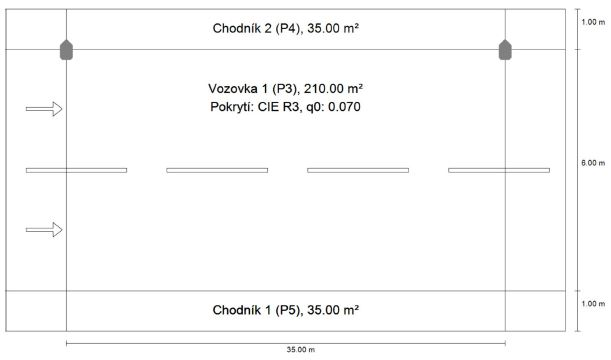 Chodník 2 (P4), 35.00 m²
1.00 m
Vozovka 1 (P3), 210.00 m²
Pokrytí: CIE R3, q0: 0.070
6.00 m
Chodník 1 (P5), 35.00 m²
1.00 m
35.00 m